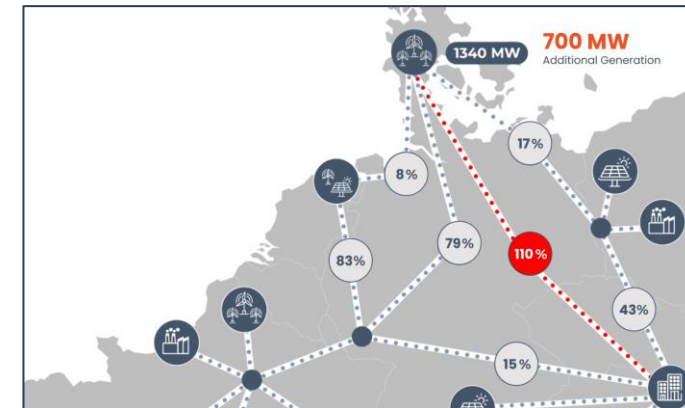 700 MW
1340 MW
Additional Generation
17%
8%
79%
83%
110%
43%
15%